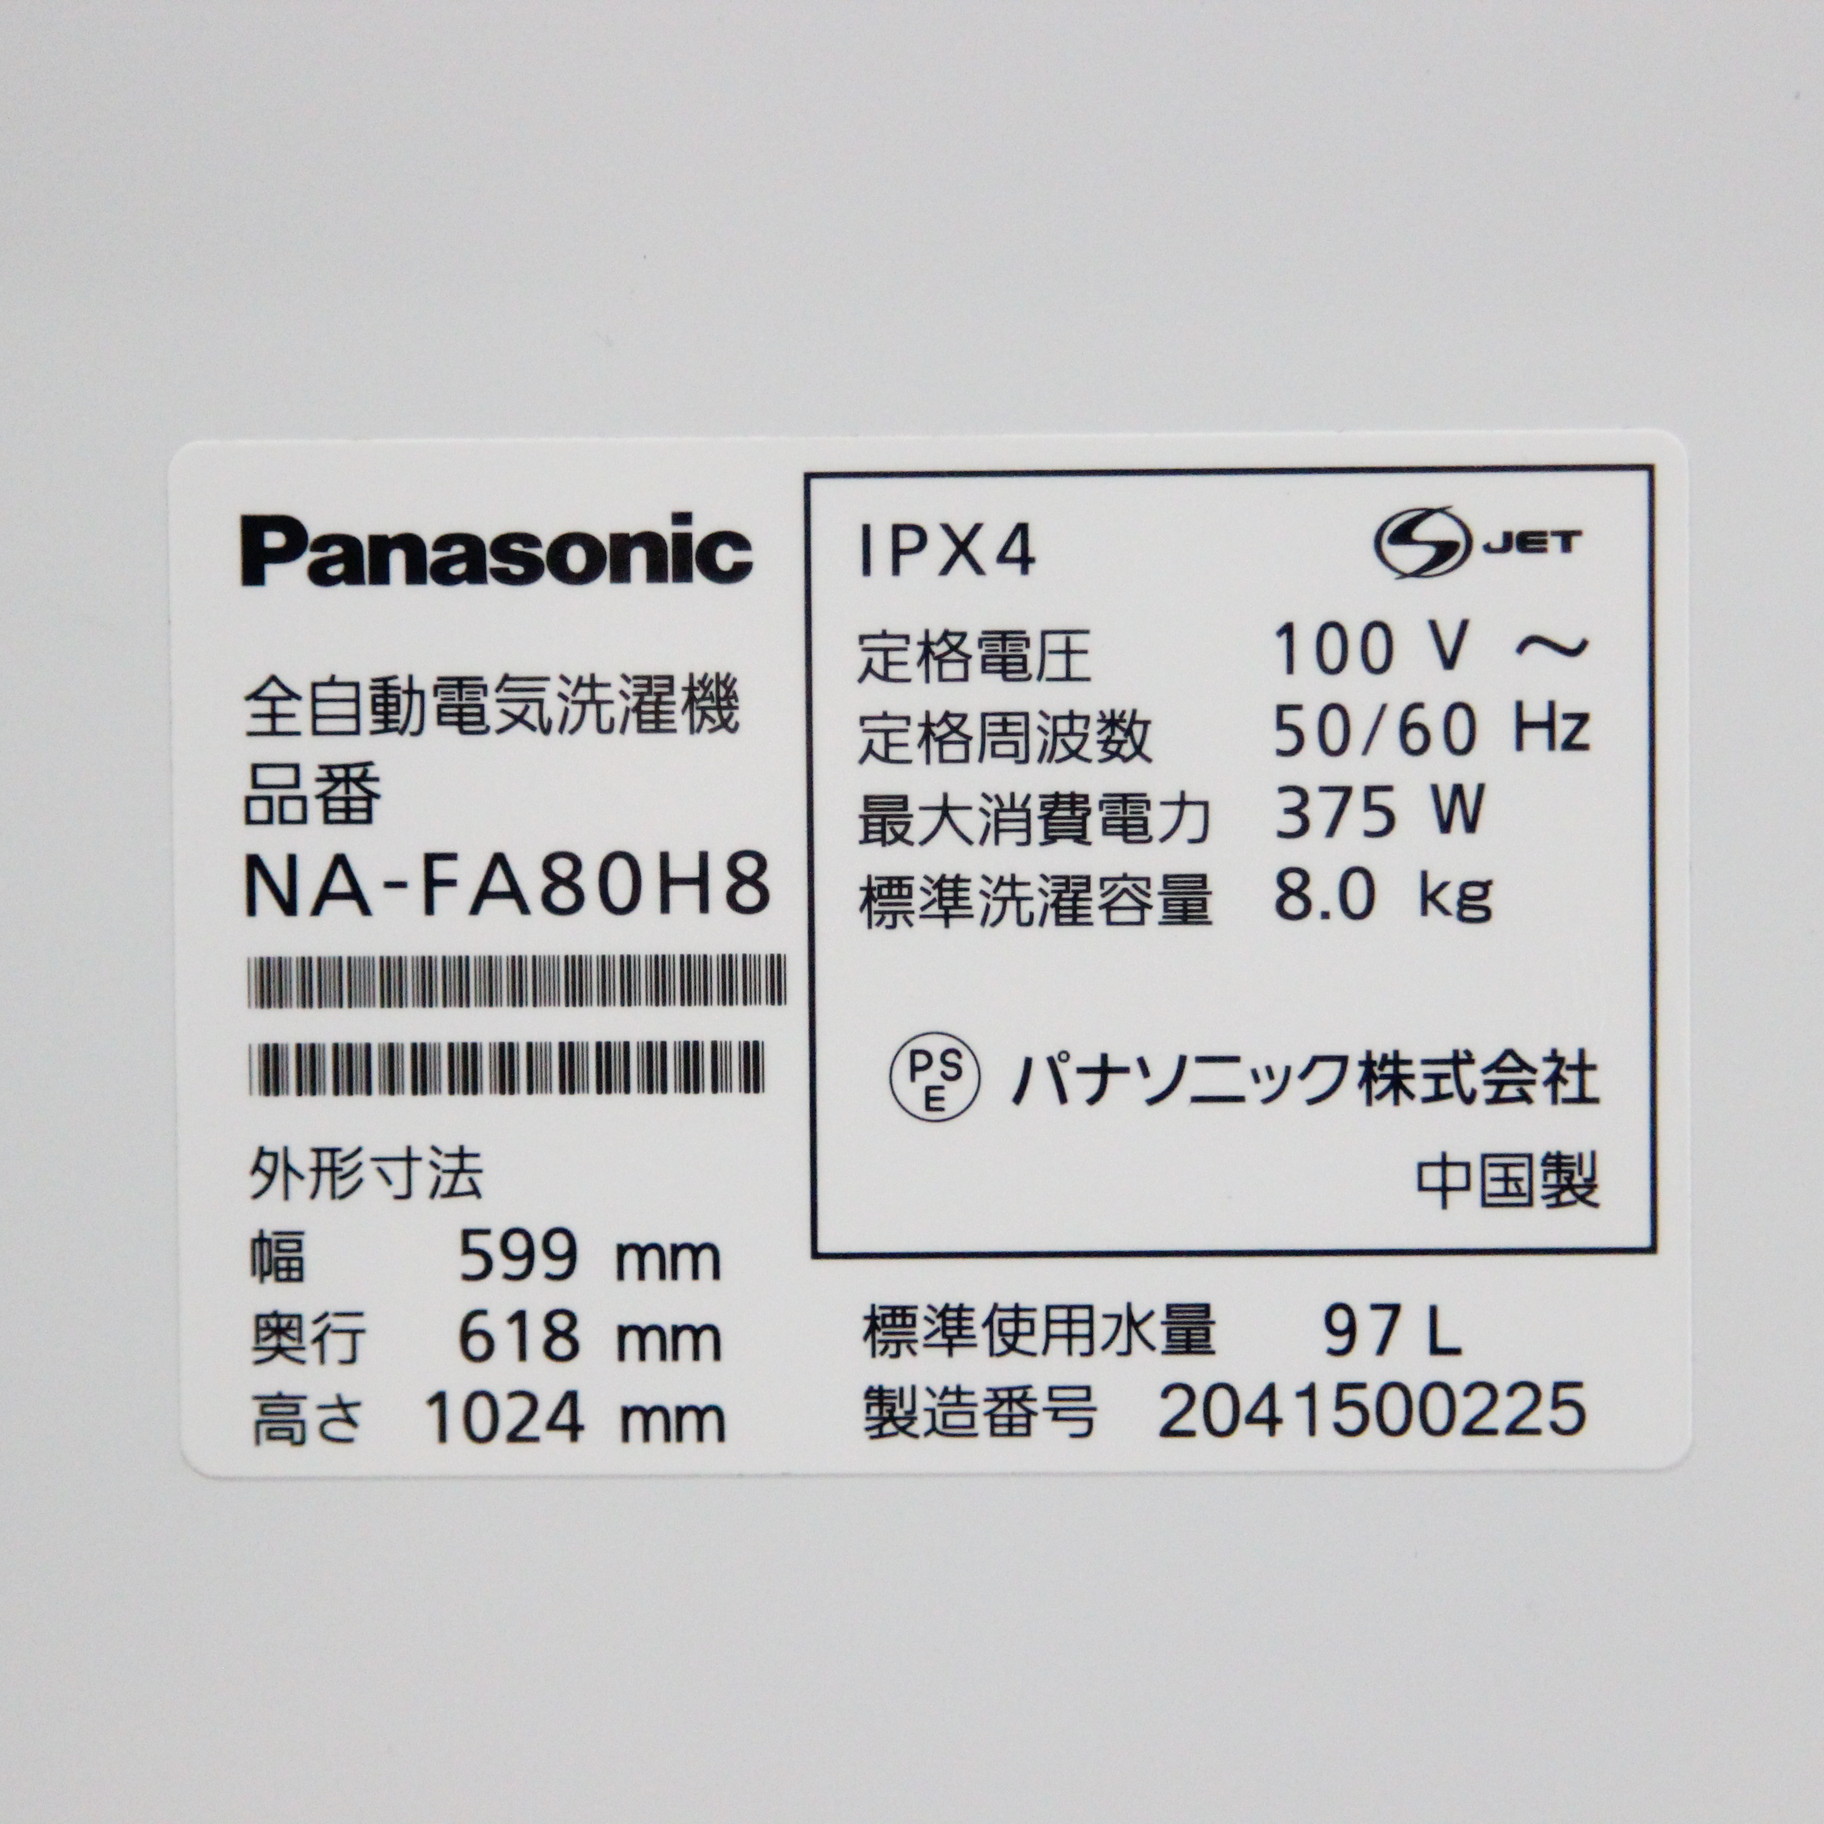 Panasonic
全自動電気洗濯機
品番
NA-FA80H8
外形寸法
幅 599 mm
奥行 618 mm
高さ 1024 mm
IPX4
S JET
定格電圧 100 V ～
定格周波数 50/60 Hz
最大消費電力 375 W
標準洗濯容量 8.0 kg
PS
E
パナソニック株式会社
中国製
標準使用水量 97 L
製造番号 2041500225